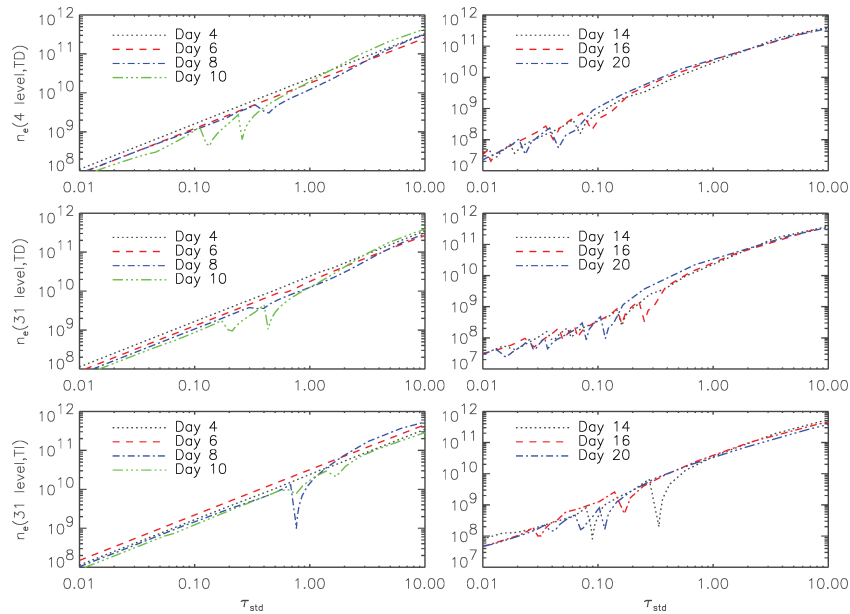 n_e(4 level,TD)
10^12
10^11
10^10
10^9
10^8
Day 4
Day 6
Day 8
Day 10
0.01 0.10 1.00 10.00
10^12
10^11
10^10
10^9
10^8
10^7
Day 14
Day 16
Day 20
0.01 0.10 1.00 10.00
n_e(31 level,TD)
10^12
10^11
10^10
10^9
10^8
Day 4
Day 6
Day 8
Day 10
0.01 0.10 1.00 10.00
10^12
10^11
10^10
10^9
10^8
10^7
Day 14
Day 16
Day 20
0.01 0.10 1.00 10.00
n_e(31 level,TI)
10^12
10^11
10^10
10^9
10^8
Day 4
Day 6
Day 8
Day 10
0.01 0.10 1.00 10.00
τ_std
10^12
10^11
10^10
10^9
10^8
10^7
Day 14
Day 16
Day 20
0.01 0.10 1.00 10.00
τ_std